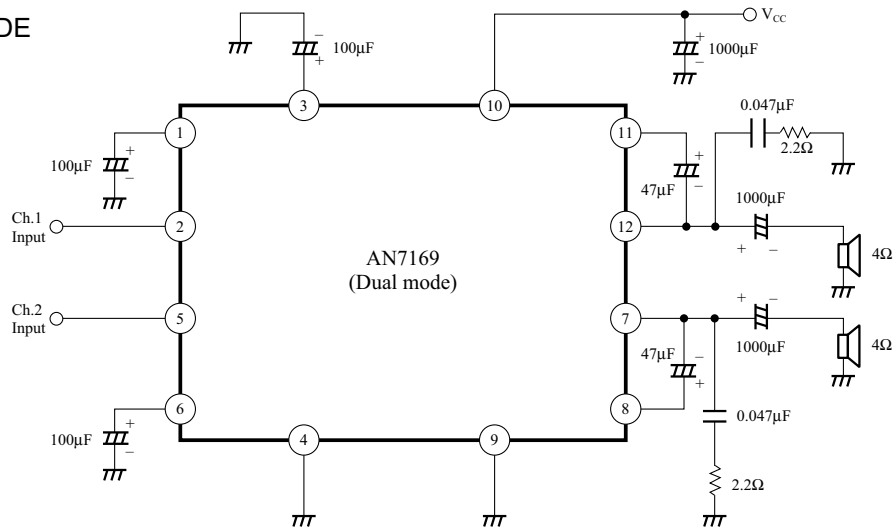 DE
VCC
100µF
−
+
+
−
1000µF
3
10
0.047µF
2.2Ω
1
+
−
100µF
11
+
−
47µF
1000µF
+
−
4Ω
Ch.1
Input
2
12
AN7169
(Dual mode)
Ch.2
Input
5
7
+
−
1000µF
4Ω
47µF
−
+
6
8
+
−
100µF
0.047µF
4
9
2.2Ω